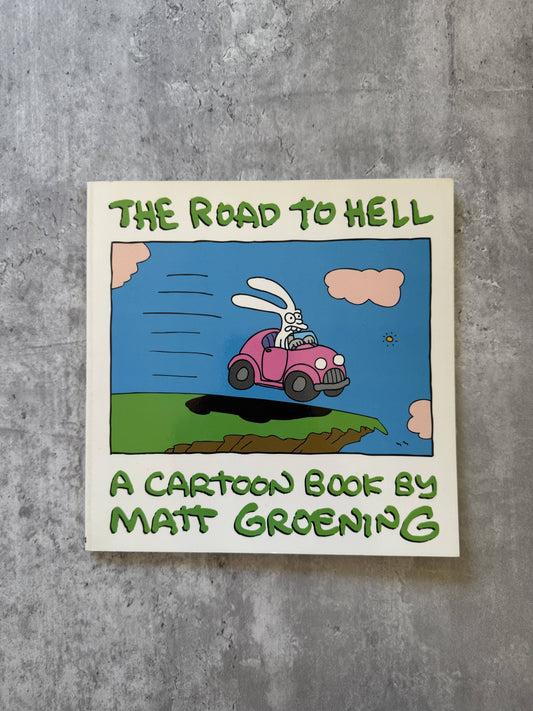 THE ROAD TO HELL
A CARTOON BOOK BY
MATT GROENING